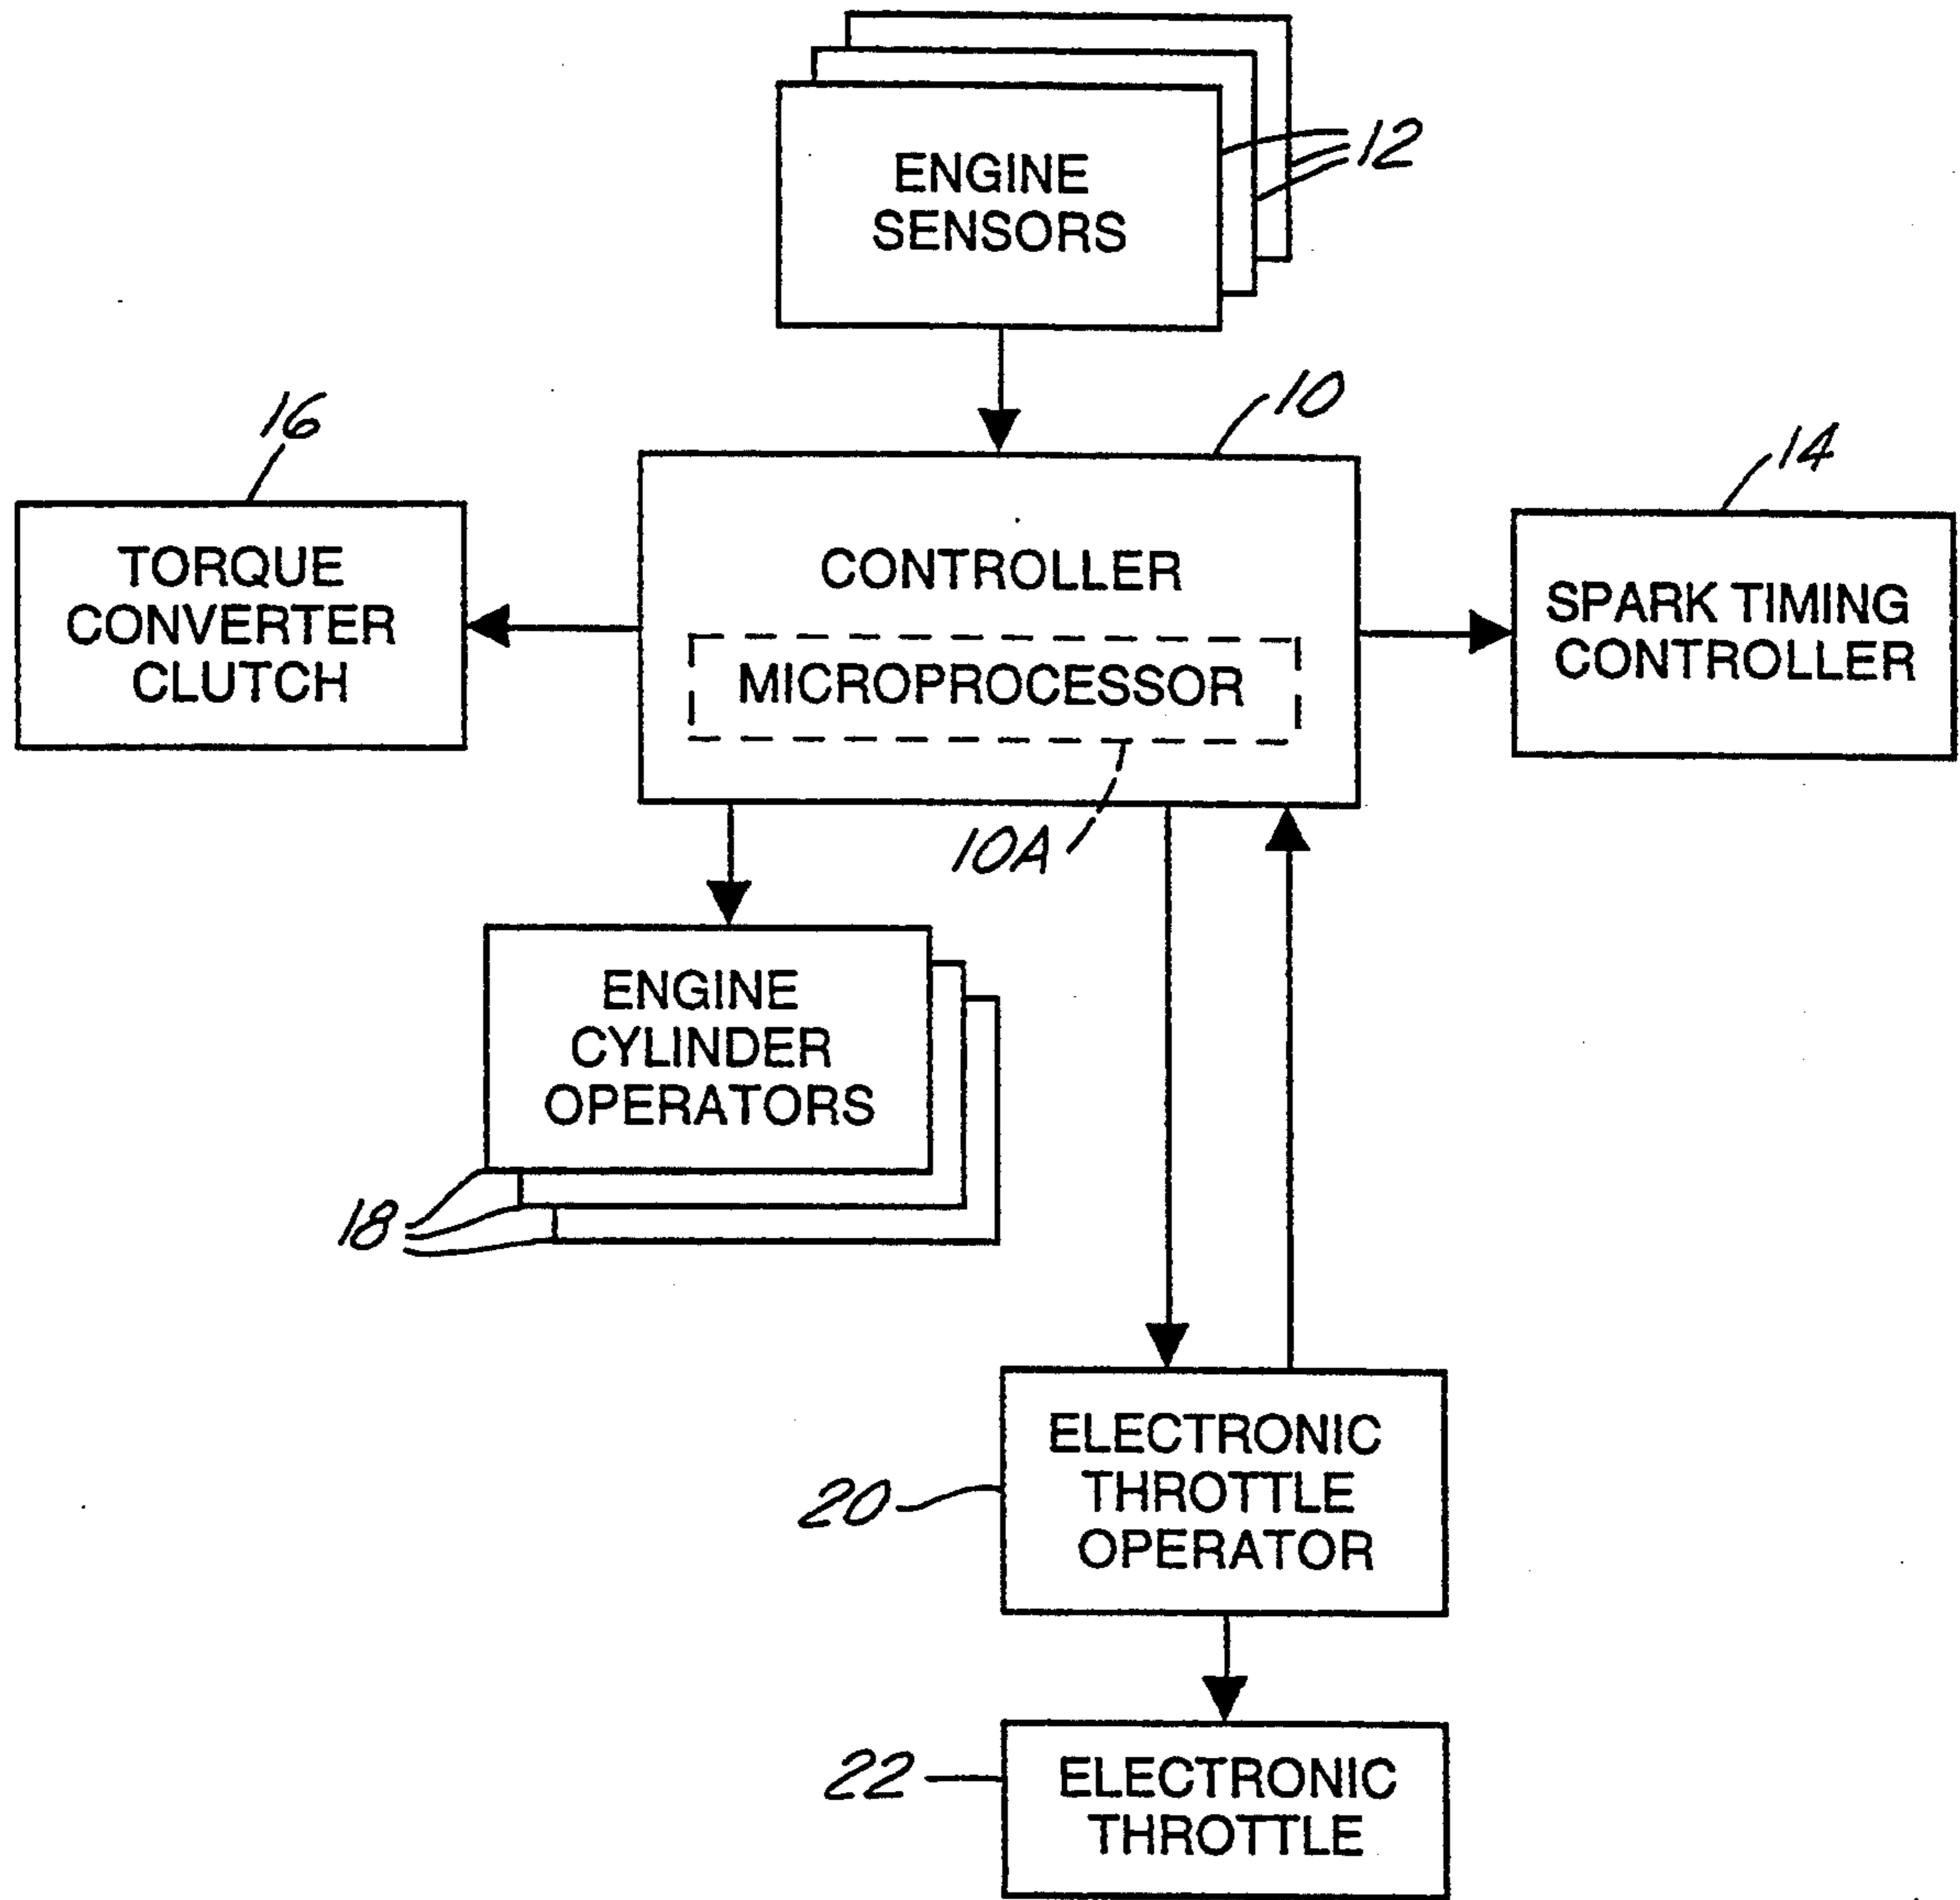 ENGINE
SENSORS
12
10
16
14
TORQUE
CONVERTER
CLUTCH
CONTROLLER
MICROPROCESSOR
SPARK TIMING
CONTROLLER
10A
ENGINE
CYLINDER
OPERATORS
18
ELECTRONIC
THROTTLE
OPERATOR
20
22
ELECTRONIC
THROTTLE